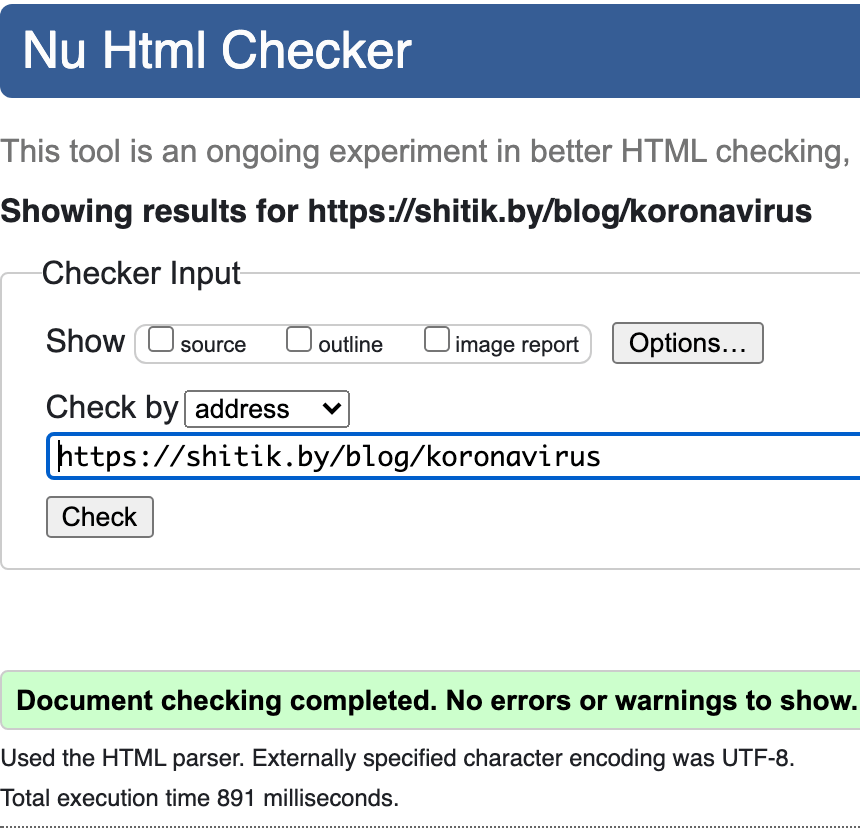 Nu Html Checker
This tool is an ongoing experiment in better HTML checking,
Showing results for https://shitik.by/blog/koronavirus
Checker Input
Show source outline image report Options...
Check by address
https://shitik.by/blog/koronavirus
Check
Document checking completed. No errors or warnings to show.
Used the HTML parser. Externally specified character encoding was UTF-8.
Total execution time 891 milliseconds.